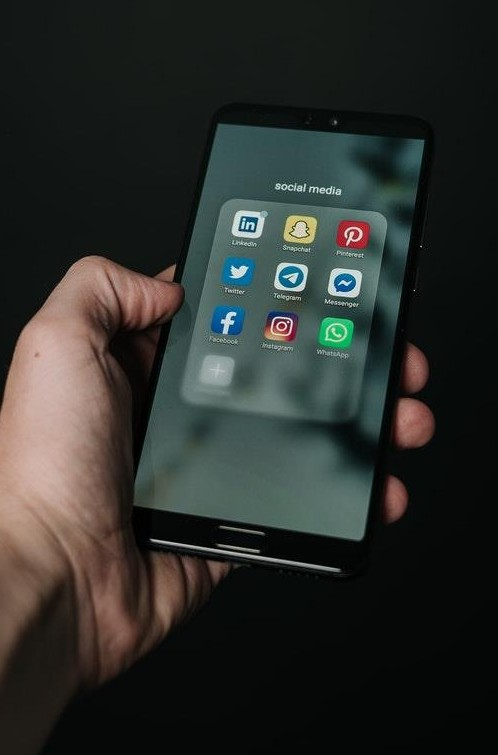 social media
LinkedIn Snapchat Pinterest
Twitter Telegram Messenger
Facebook Instagram WhatsApp